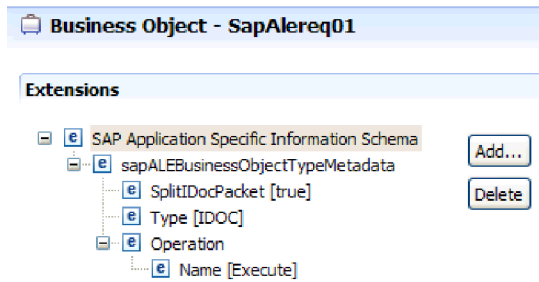 Business Object - SapAlereq01
Extensions
e SAP Application Specific Information Schema
Add...
e sapALEBusinessObjectTypeMetadata
e SplitIDocPacket [true]
Delete
e Type [IDOC]
e Operation
e Name [Execute]